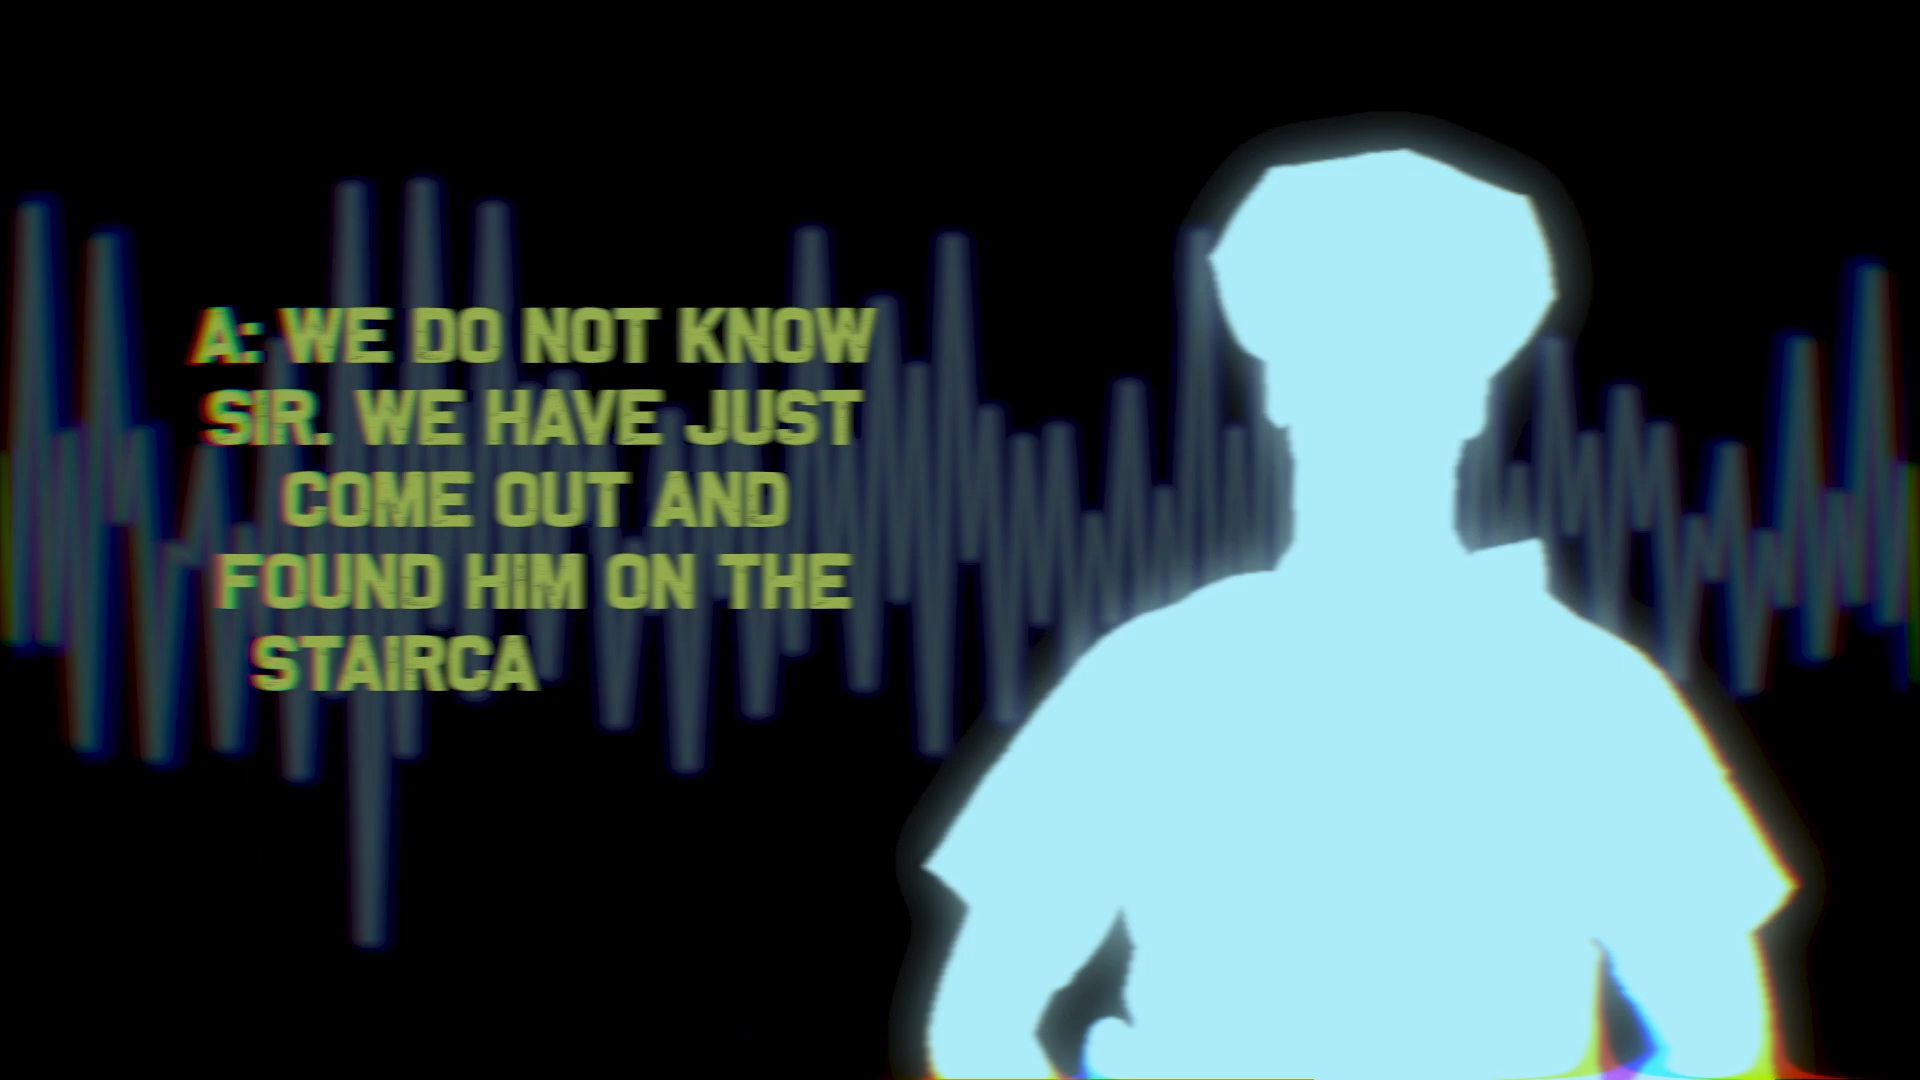 A: WE DO NOT KNOW
SIR. WE HAVE JUST
COME OUT AND
FOUND HIM ON THE
STAIRCA